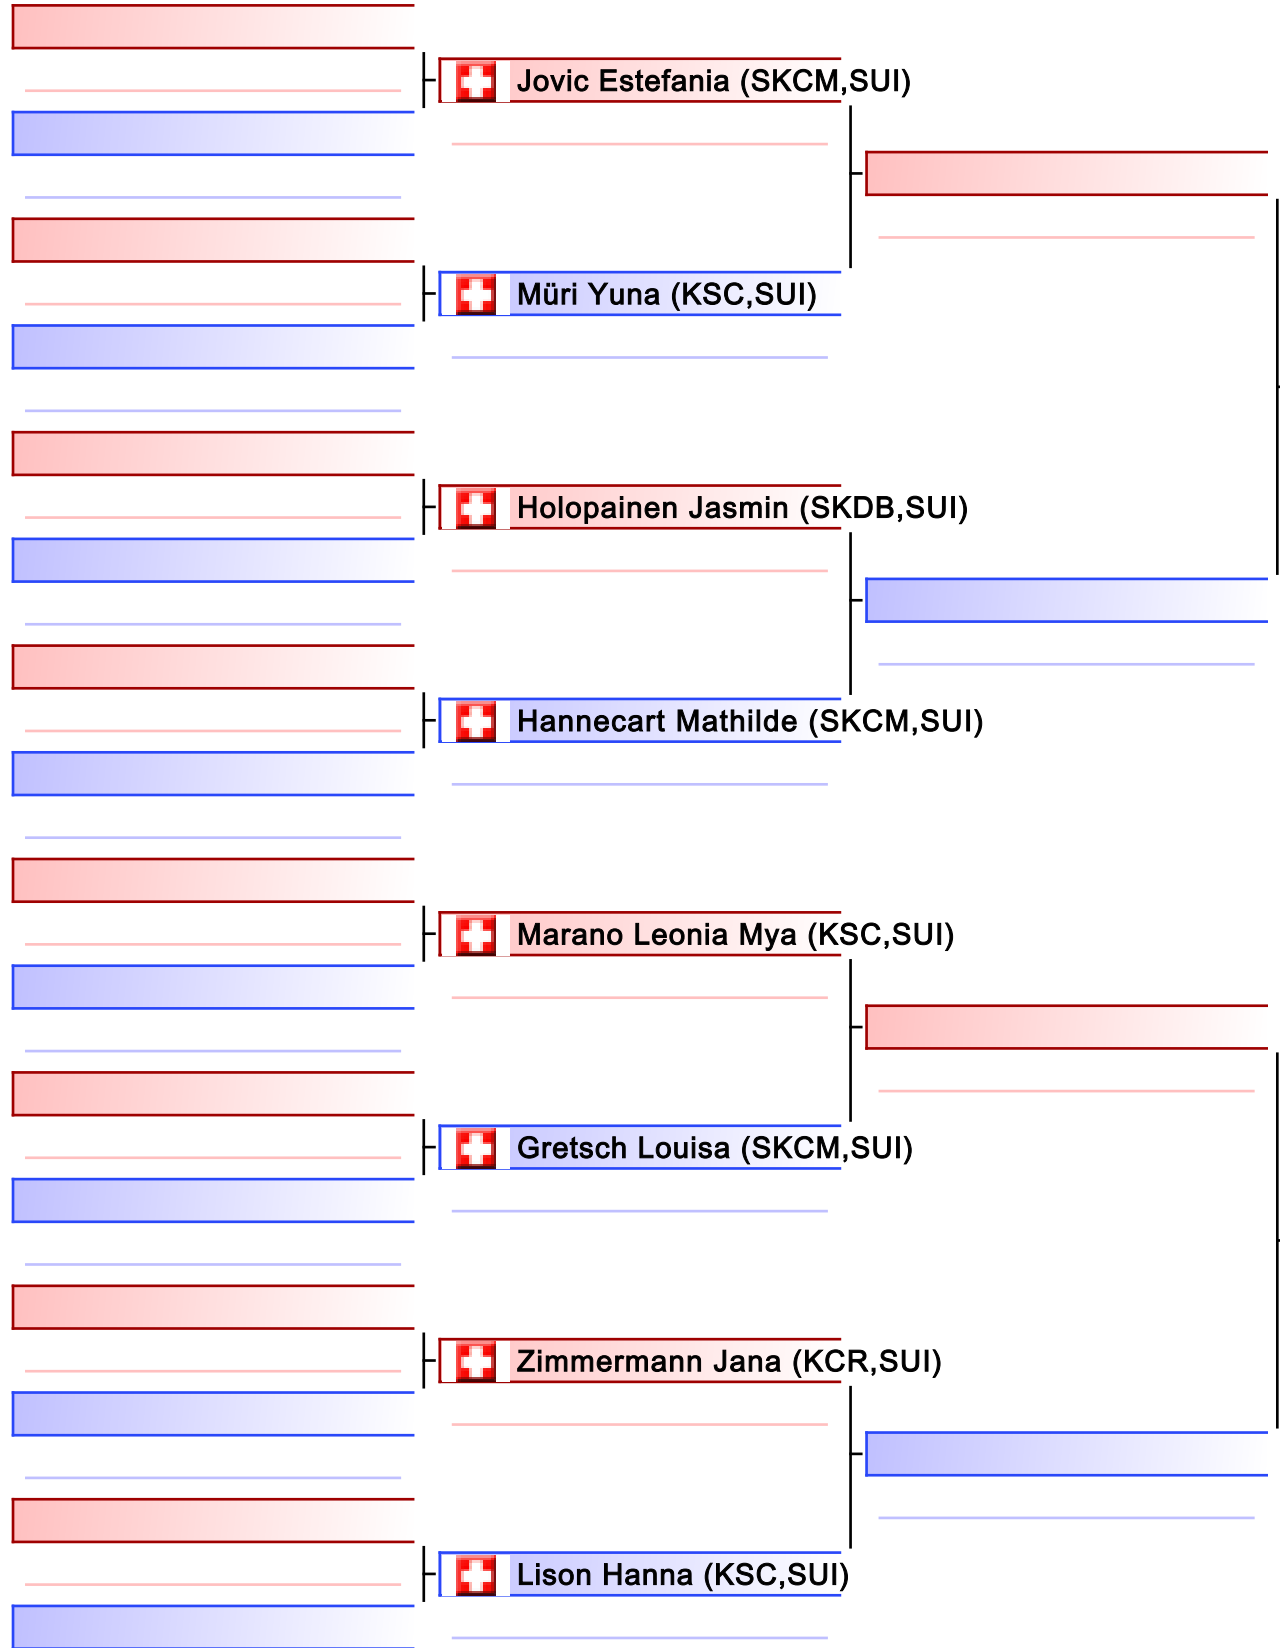 Jovic Estefania (SKCM,SUI)
Müri Yuna (KSC,SUI)
Holopainen Jasmin (SKDB,SUI)
Hannecart Mathilde (SKCM,SUI)
Marano Leonia Mya (KSC,SUI)
Gretsch Louisa (SKCM,SUI)
Zimmermann Jana (KCR,SUI)
Lison Hanna (KSC,SUI)